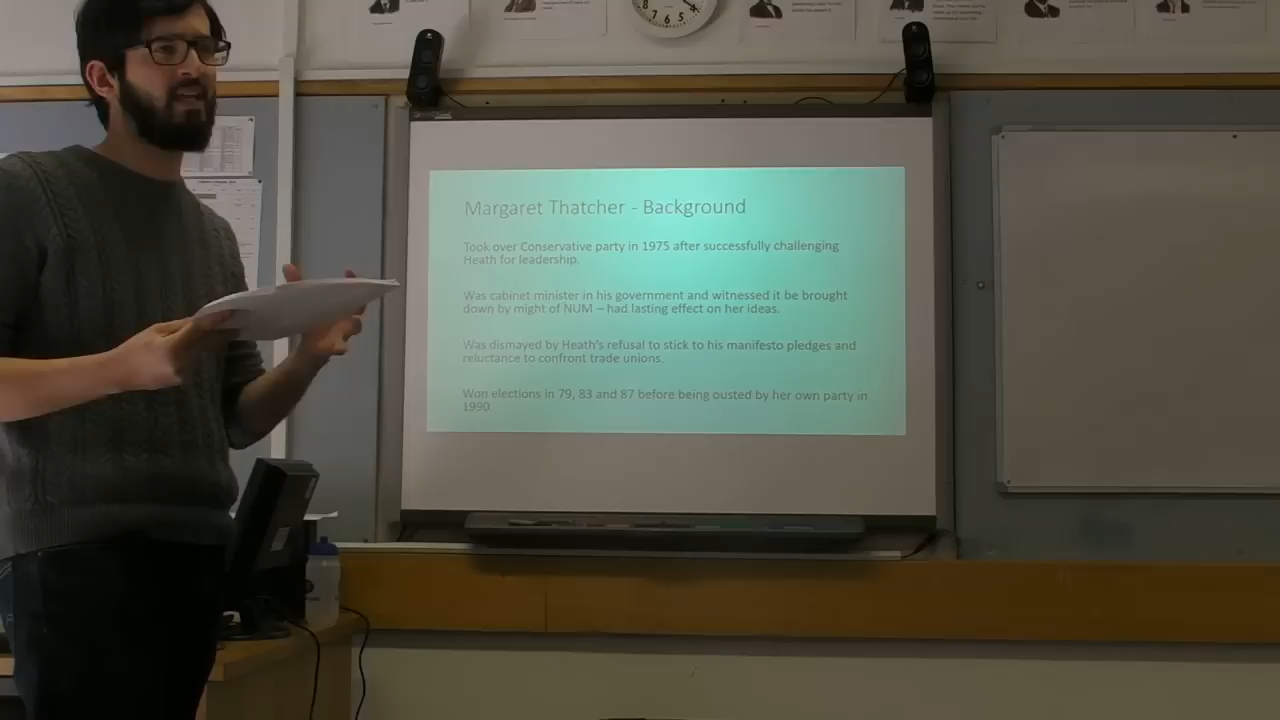 Margaret Thatcher - Background
Took over Conservative party in 1975 after successfully challenging
Heath for leadership.
Was cabinet minister in his government and witnessed it be brought
down by might of NUM – had lasting effect on her ideas.
Was dismayed by Heath's refusal to stick to his manifesto pledges and
reluctance to confront trade unions.
Won elections in 79, 83 and 87 before being ousted by her own party in
1990.